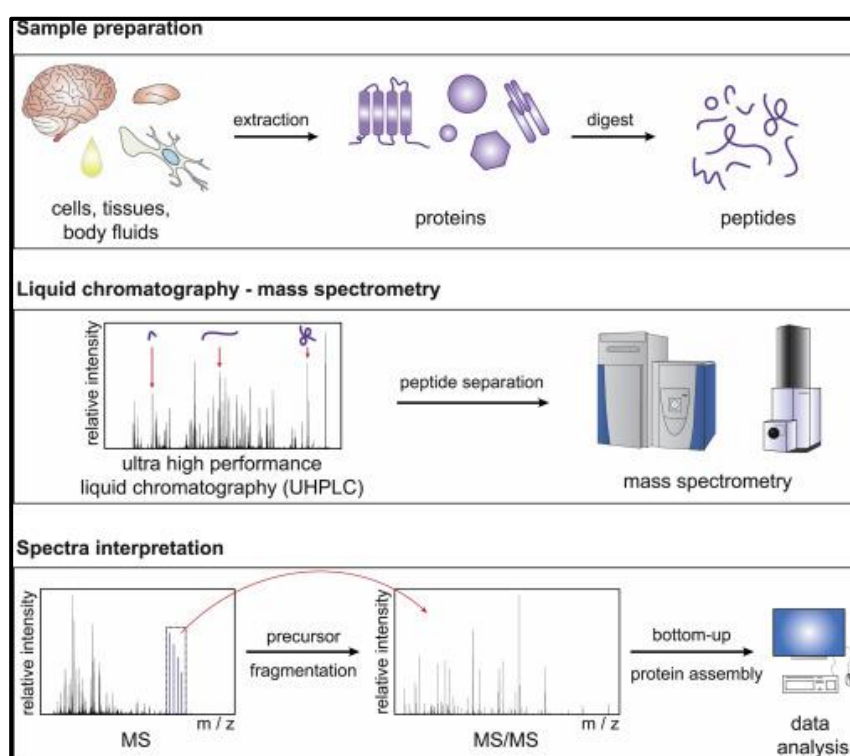 Sample preparation
extraction
digest
cells, tissues,
body fluids
proteins
peptides
Liquid chromatography - mass spectrometry
relative intensity
peptide separation
ultra high performance
liquid chromatography (UHPLC)
mass spectrometry
Spectra interpretation
relative intensity
m / z
MS
precursor
fragmentation
relative intensity
m / z
MS/MS
bottom-up
protein assembly
data
analysis